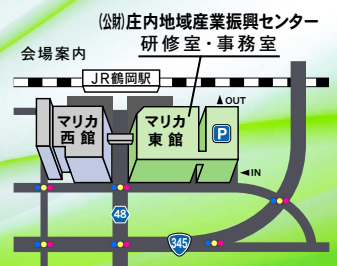 (公財)庄内地域産業振興センター
研修室・事務室
会場案内
JR鶴岡駅
OUT
マリカ
西館
マリカ
東館
P
IN
48
345